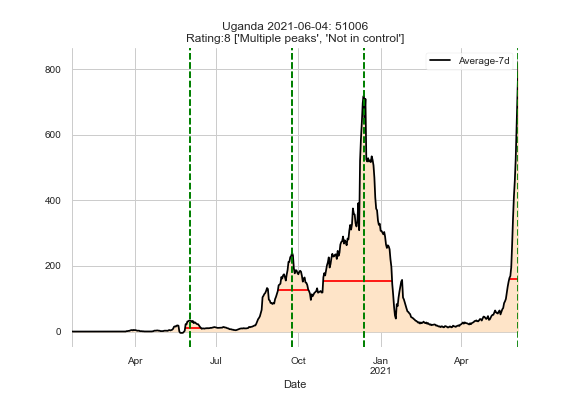 Uganda 2021-06-04: 51006
Rating:8 ['Multiple peaks', 'Not in control']
Average-7d
800
600
400
200
0
Apr
Jul
Oct
Jan
2021
Apr
Date